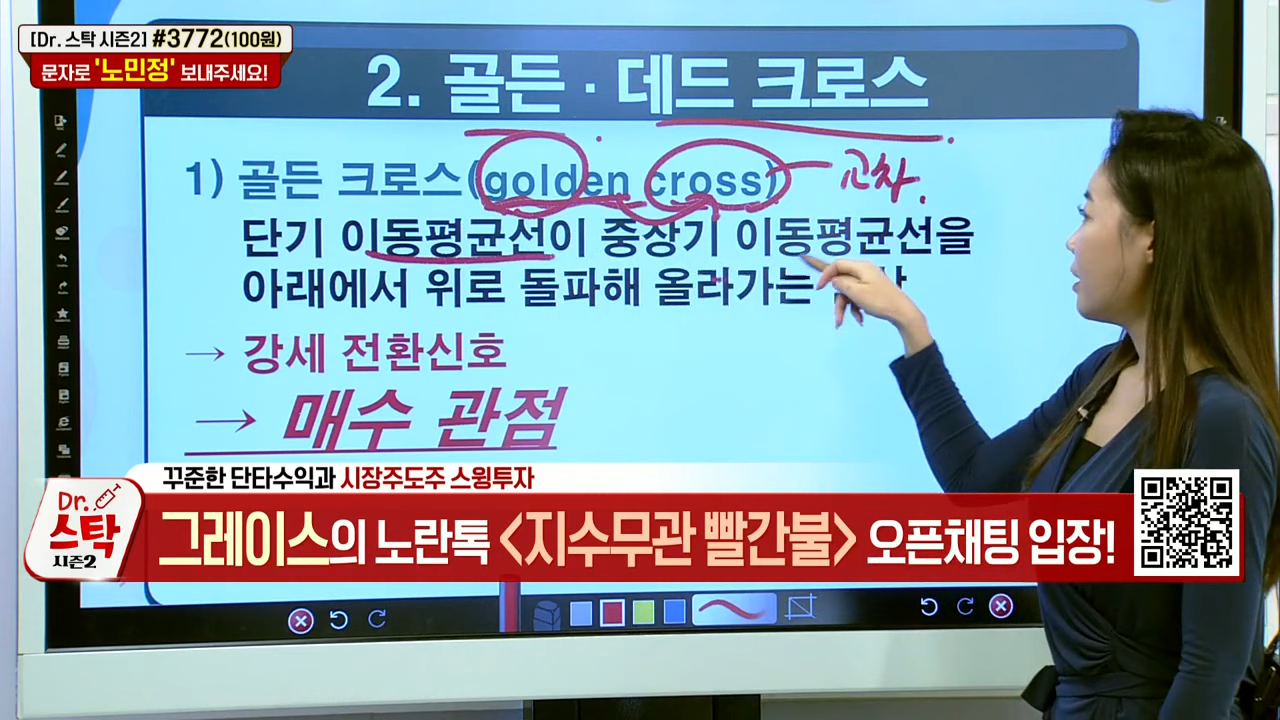 [Dr. 스탁 시즌2] #3772(100원)
문자로 '노민정' 보내주세요!
2. 골든 · 데드 크로스
1) 골든 크로스(golden cross)
교차.
단기 이동평균선이 중장기 이동평균선을
아래에서 위로 돌파해 올라가는
→ 강세 전환신호
→ 매수 관점
꾸준한 단타수익과 시장주도주 스윙투자
Dr.
스탁
시즌2
그레이스의 노란톡 <지수무관 빨간불> 오픈채팅 입장!